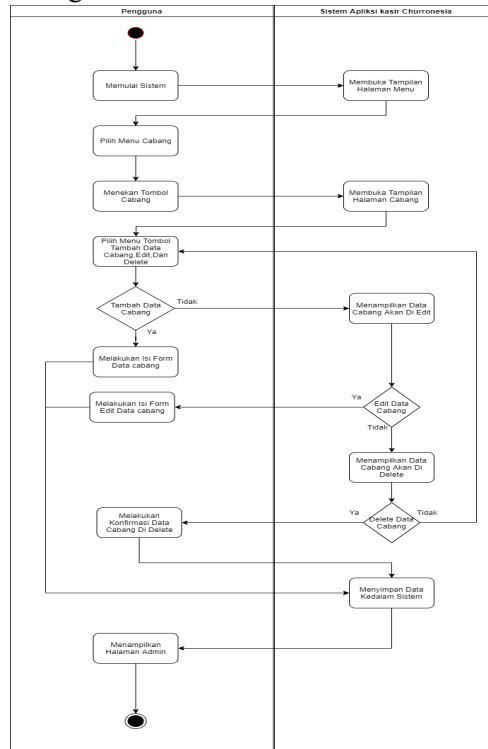 Pengguna
Sistem Apliksi kasir Churronesia
Memulai Sistem
Membuka Tampilan
Halaman Menu
Pilih Menu Cabang
Menekan Tombol
Cabang
Membuka Tampilan
Halaman Cabang
Pilih Menu Tombol
Tambah Data
Cabang,Edit,Dan
Delete
Tambah Data
Cabang
Tidak
Ya
Menampilkan Data
Cabang Akan Di Edit
Melakukan Isi Form
Data cabang
Melakukan Isi Form
Edit Data cabang
Ya
Edit Data
Cabang
Tidak
Menampilkan Data
Cabang Akan Di
Delete
Melakukan
Konfirmasi Data
Cabang Di Delete
Ya
Delete Data
Cabang
Tidak
Menyimpan Data
Kedalam Sistem
Menampilkan
Halaman Admin